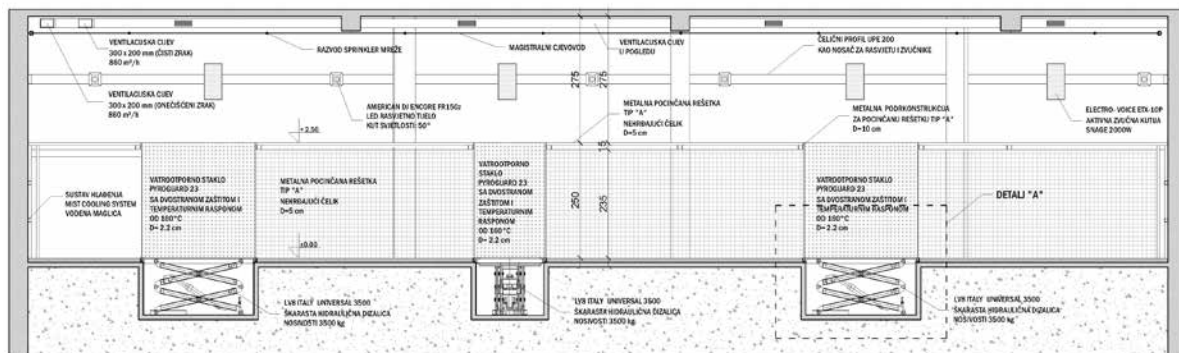 VENTILACIJSKA CIJEV
300 x 200 mm (ČISTI ZRAK)
860 m³/h
RAZVOD SPRINKLER MREŽE
MAGISTRALNI CJEVOVOD
VENTILACIJSKA CIJEV
U POGLEDU
ČELIČNI PROFIL UPE 200
KAO NOSAČ ZA RASVJETU I ZVUČNIKE
275
275
VENTILACIJSKA CIJEV
300 x 200 mm (ONEČIŠĆENI ZRAK)
860 m³/h
AMERICAN DJ ENCORE FR150z
LED RASVJETNO TIJELO
KUT SVJETLOSTI: 50°
METALNA POCINČANA REŠETKA
TIP "A"
NEHRĐAJUĆI ČELIK
D=5 cm
METALNA PODKONSTRUKCIJA
ZA POCINČANU REŠETKU TIP "A"
D=10 cm
ELECTRO-VOICE ETX-10P
AKTIVNA ZVUČNA KUTIJA
SNAGE 2000W
+2.50
15
SUSTAV HLAĐENJA
MIST COOLING SYSTEM
VODENA MAGLICA
VATROOTPORNO STAKLO
PYROGUARD 23
SA DVOSTRANOM ZAŠTITOM I
TEMPERATURNIM RASPONOM
OD 180°C
D= 2.2 cm
METALNA POCINČANA REŠETKA
TIP "A"
NEHRĐAJUĆI ČELIK
D=5 cm
VATROOTPORNO
STAKLO
PYROGUARD 23
SA DVOSTRANOM
ZAŠTITOM I
TEMPERATURNIM
RASPONOM
OD 180°C
D= 2.2 cm
250
235
VATROOTPORNO STAKLO
PYROGUARD 23
SA DVOSTRANOM ZAŠTITOM I
TEMPERATURNIM RASPONOM
OD 180°C
D= 2.2 cm
DETALJ "A"
±0.00
LV8 ITALY UNIVERSAL 3500
ŠKARASTA HIDRAULIČNA DIZALICA
NOSIVOSTI 3500 kg
LV8 ITALY UNIVERSAL 3500
ŠKARASTA HIDRAULIČNA DIZALICA
NOSIVOSTI 3500 kg
LV8 ITALY UNIVERSAL 3500
ŠKARASTA HIDRAULIČNA DIZALICA
NOSIVOSTI 3500 kg